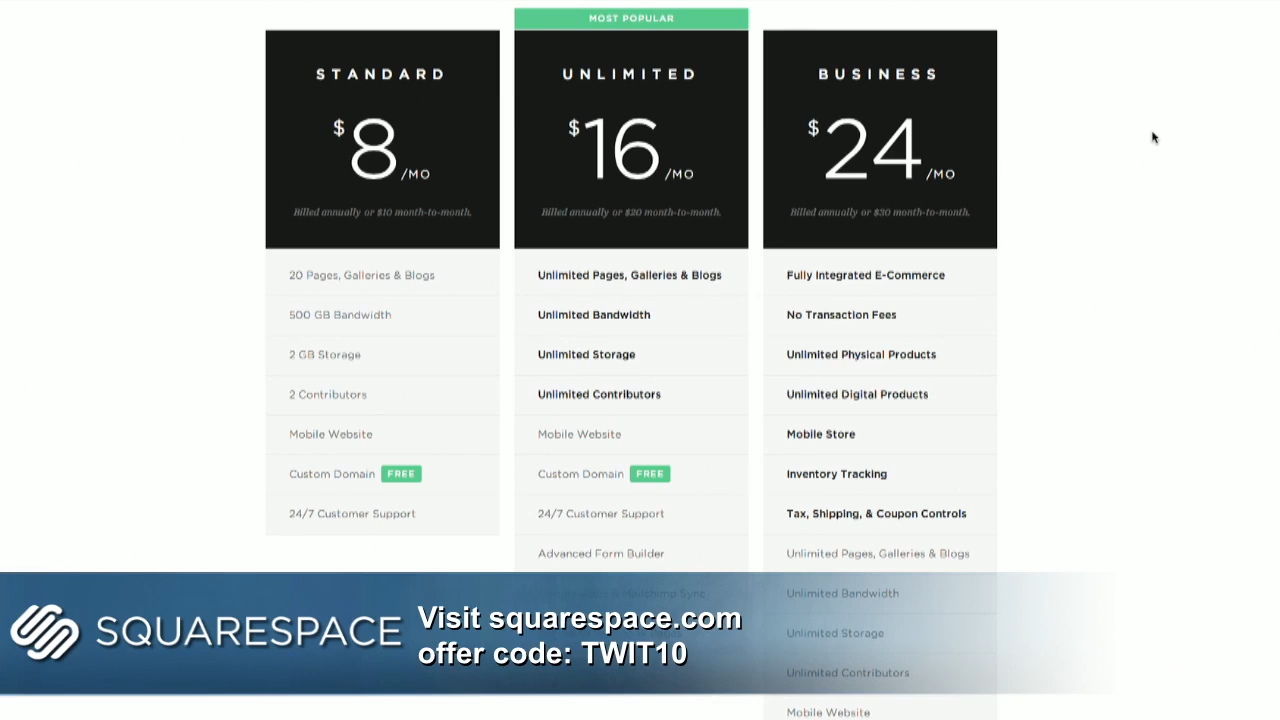 MOST POPULAR
STANDARD
$8/MO
Billed annually or $10 month-to-month.
20 Pages, Galleries & Blogs
500 GB Bandwidth
2 GB Storage
2 Contributors
Mobile Website
Custom Domain FREE
24/7 Customer Support
UNLIMITED
$16/MO
Billed annually or $20 month-to-month.
Unlimited Pages, Galleries & Blogs
Unlimited Bandwidth
Unlimited Storage
Unlimited Contributors
Mobile Website
Custom Domain FREE
24/7 Customer Support
Advanced Form Builder
Mailchimp Sync
BUSINESS
$24/MO
Billed annually or $30 month-to-month.
Fully Integrated E-Commerce
No Transaction Fees
Unlimited Physical Products
Unlimited Digital Products
Mobile Store
Inventory Tracking
Tax, Shipping, & Coupon Controls
Unlimited Pages, Galleries & Blogs
Unlimited Bandwidth
Unlimited Storage
Unlimited Contributors
Mobile Website
SQUARESPACE
Visit squarespace.com
offer code: TWIT10